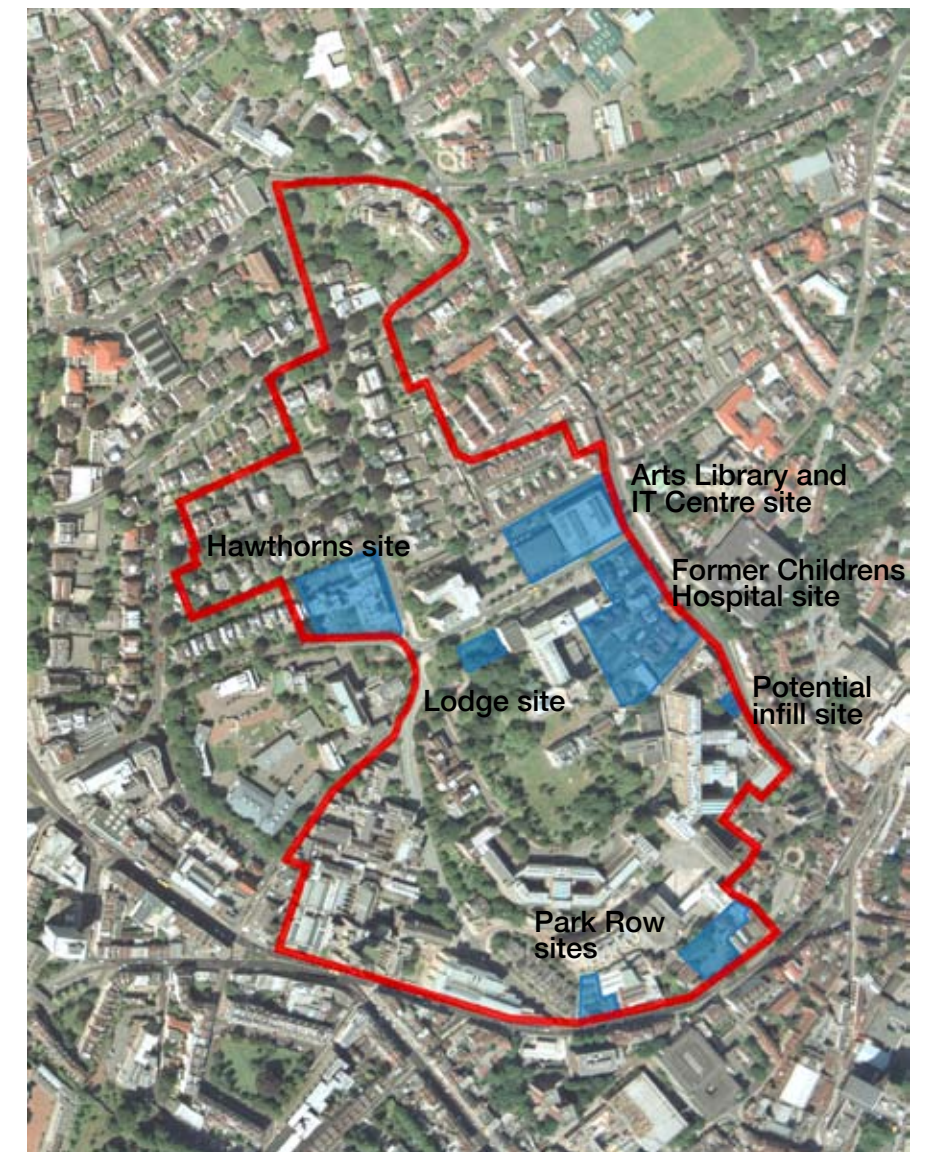 Arts Library and
IT Centre site
Hawthorns site
Former Childrens
Hospital site
Potential
infill site
Lodge site
Park Row
sites